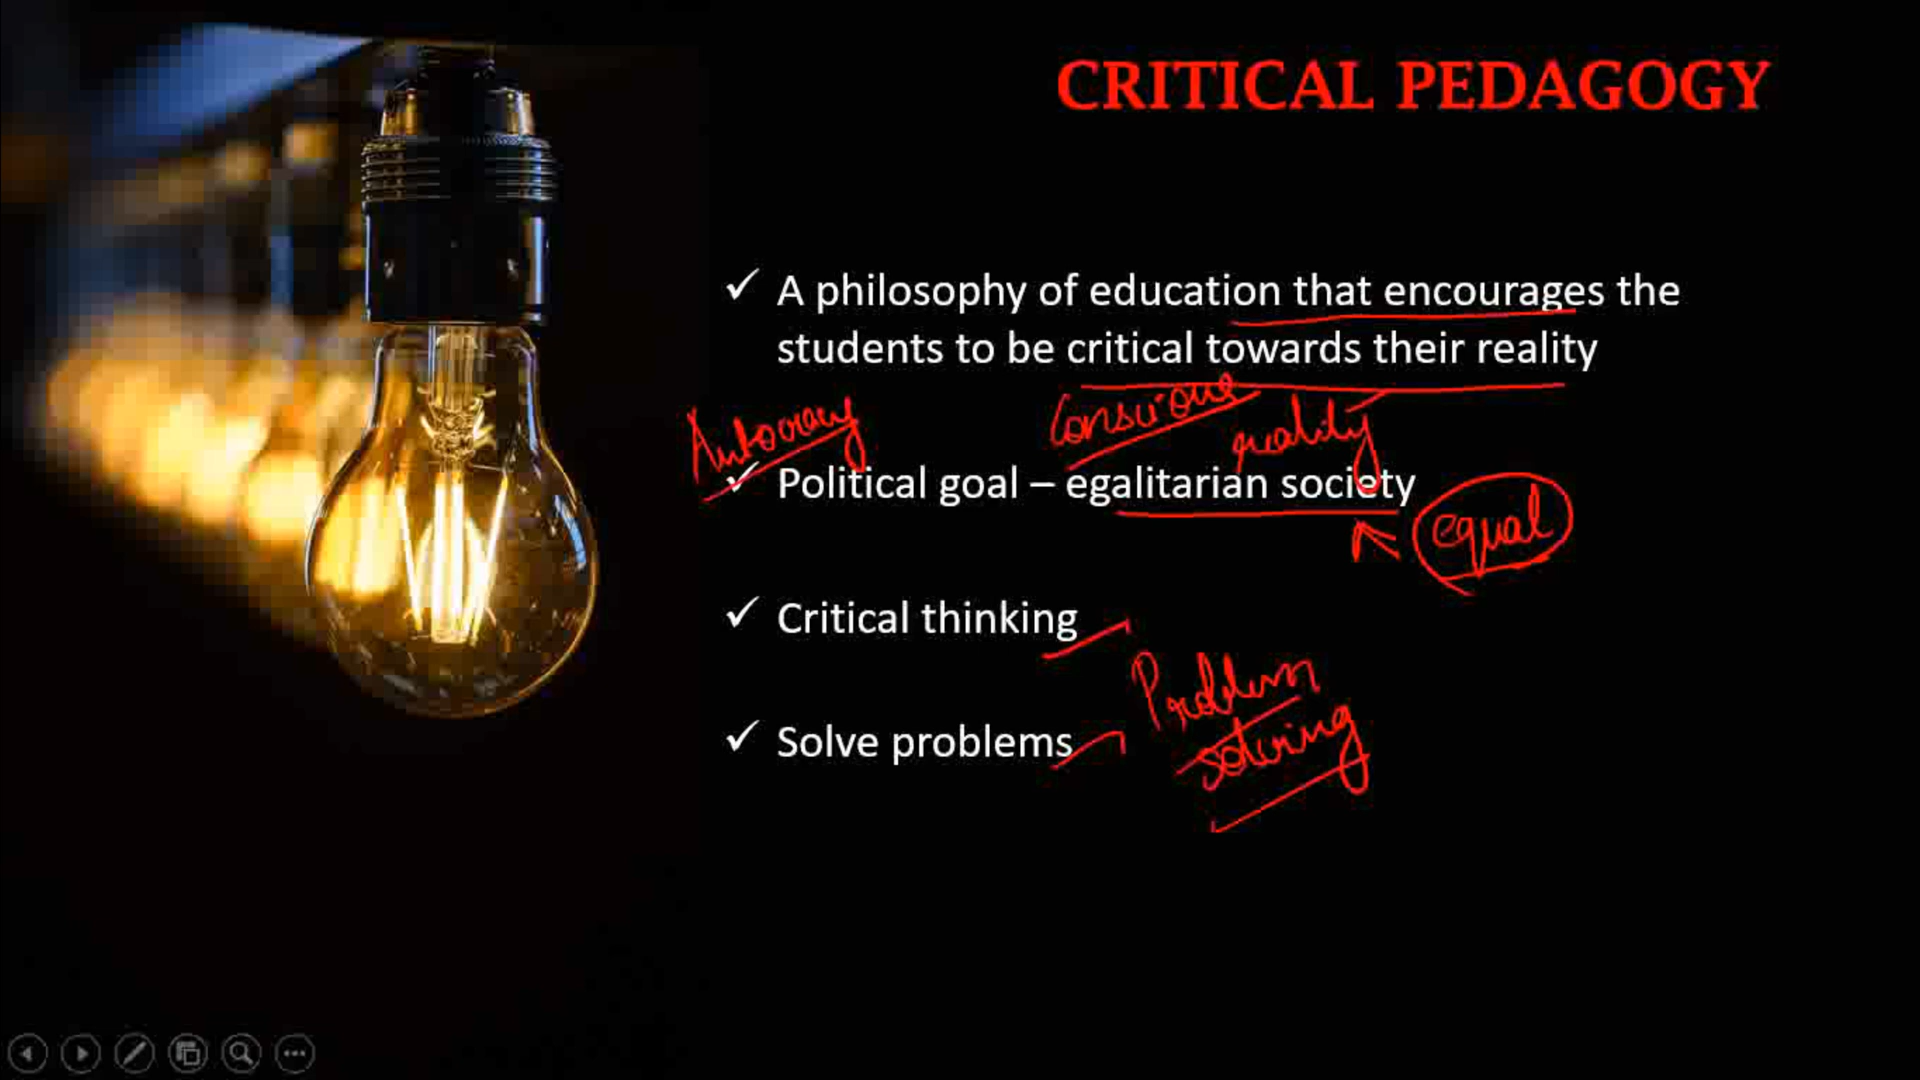 CRITICAL PEDAGOGY
✓ A philosophy of education that encourages the
students to be critical towards their reality
Autocracy
Conscious
quality
✓ Political goal – egalitarian society
equal
✓ Critical thinking
Problem
solving
✓ Solve problems